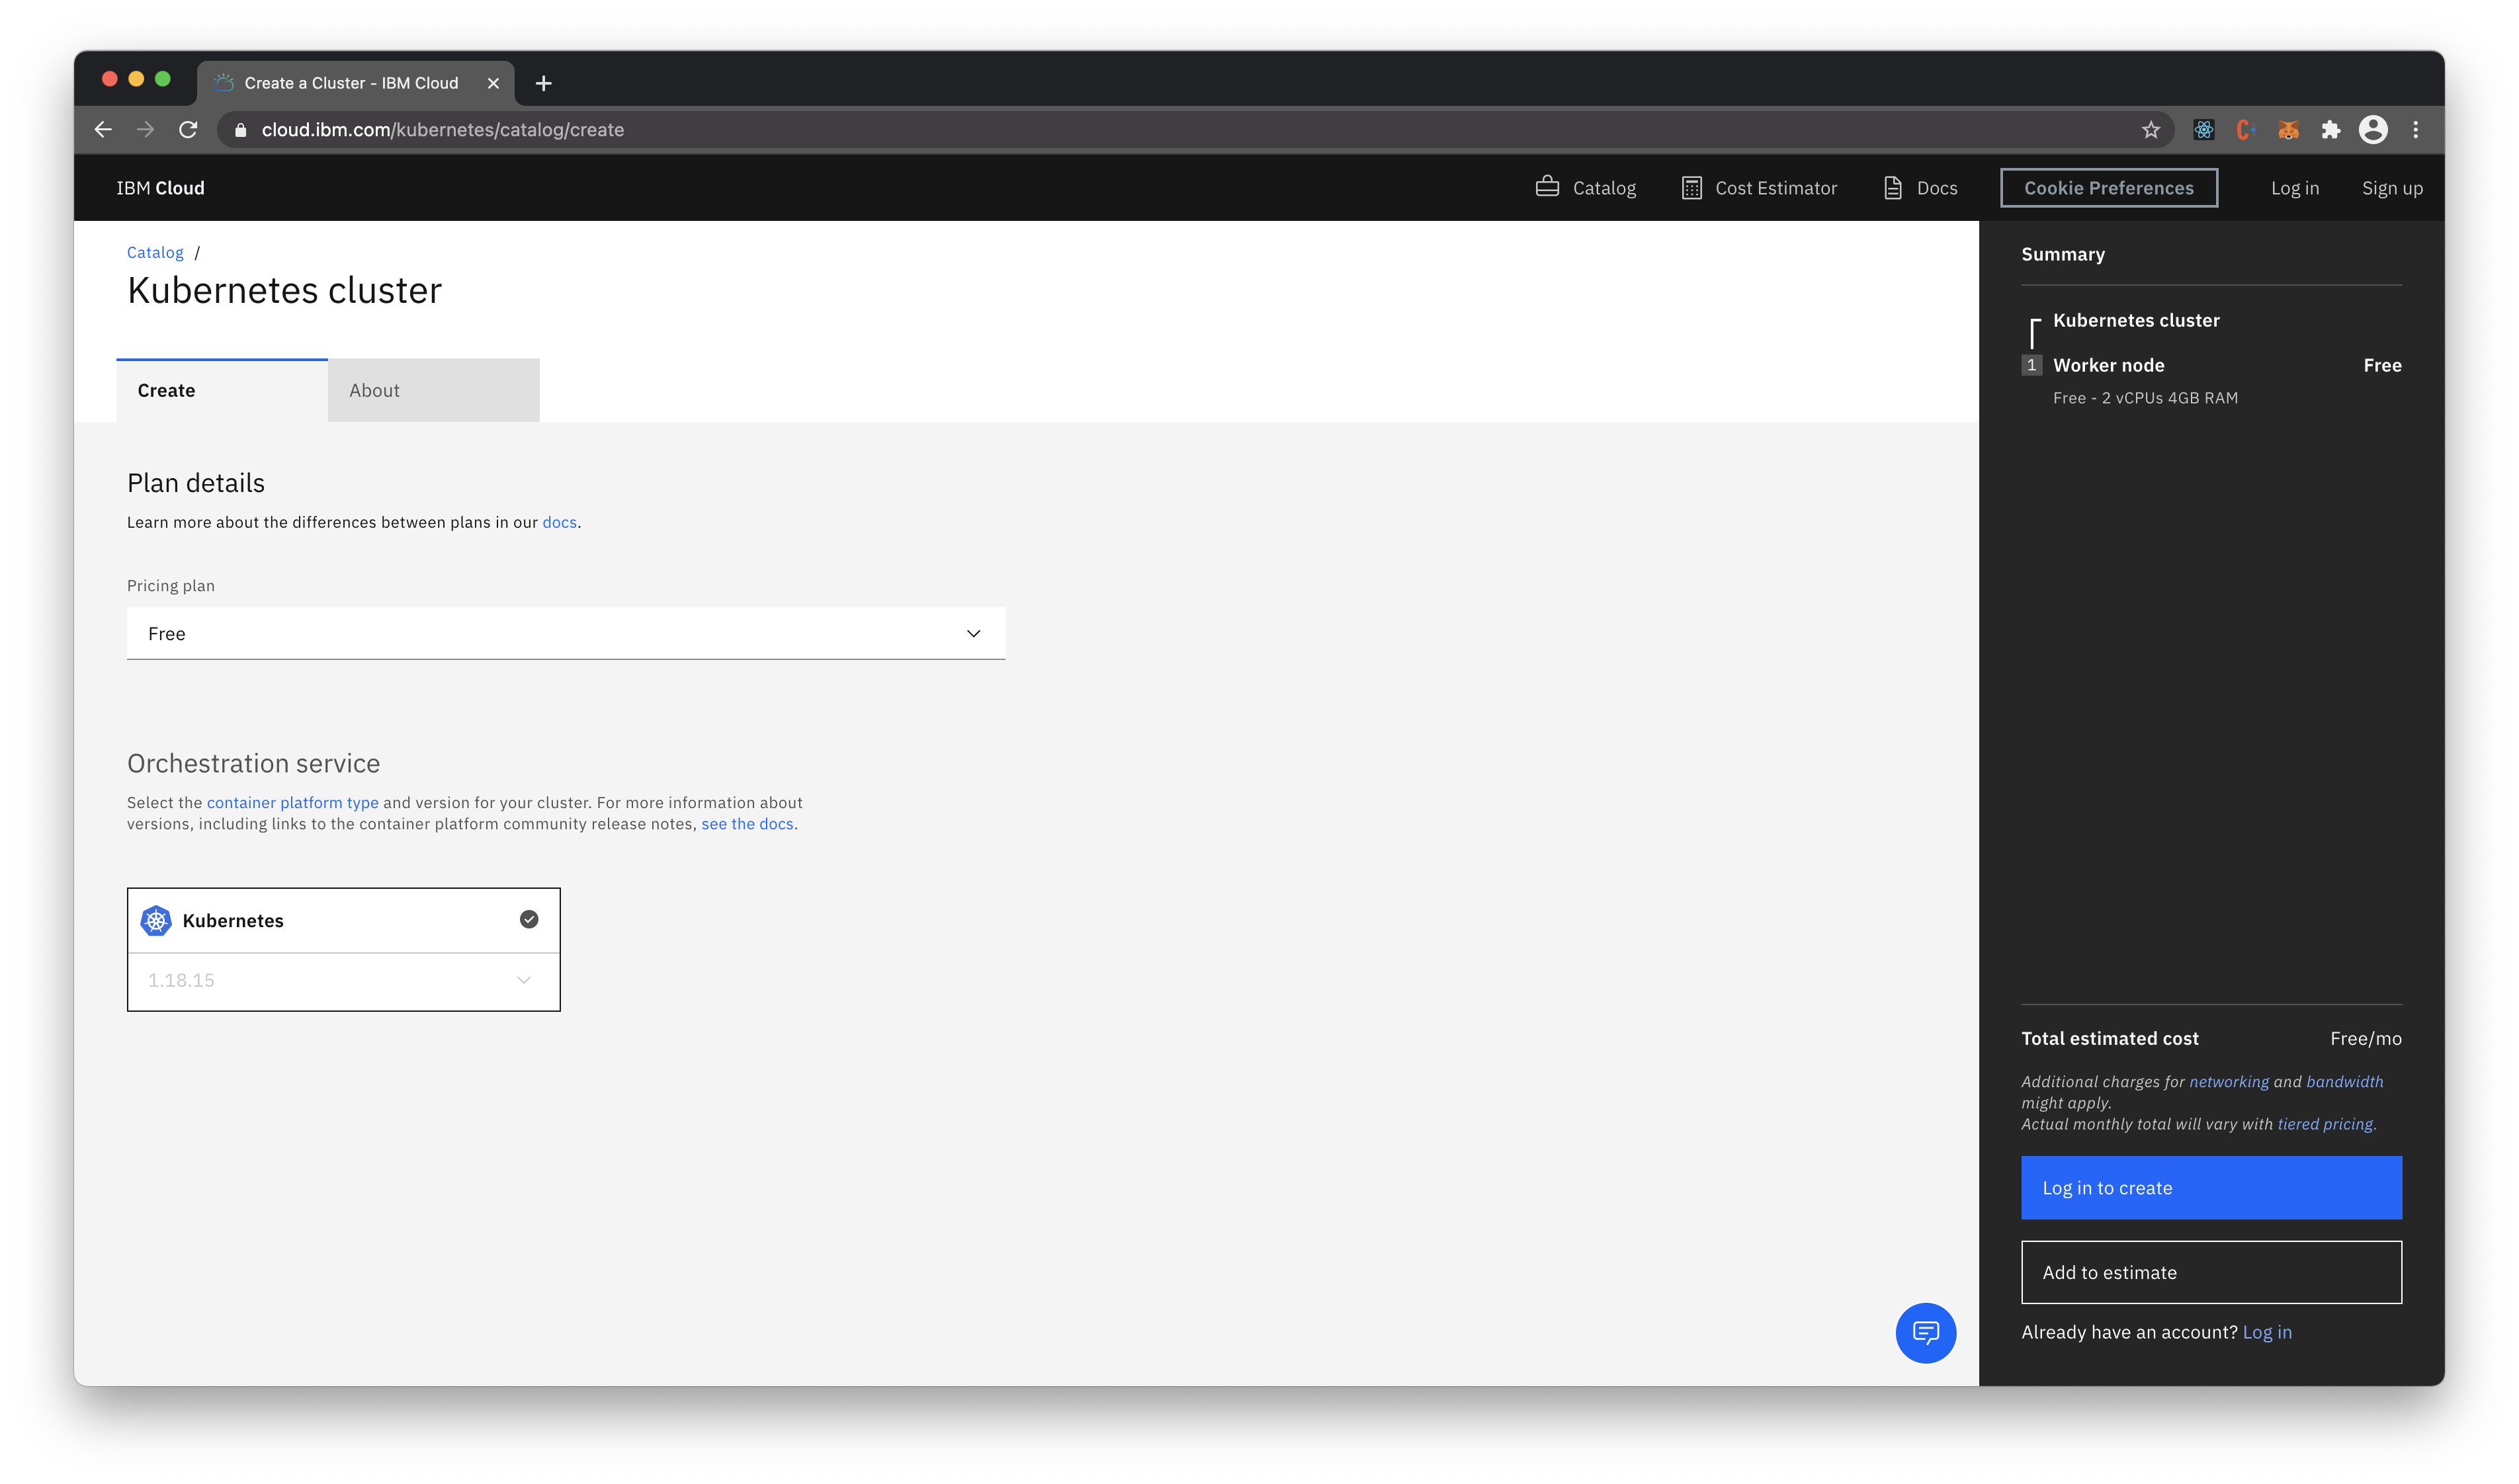 Create a Cluster - IBM Cloud
cloud.ibm.com/kubernetes/catalog/create
IBM Cloud
Catalog
Cost Estimator
Docs
Cookie Preferences
Log in
Sign up
Catalog /
Kubernetes cluster
Create
About
Plan details
Learn more about the differences between plans in our docs.
Pricing plan
Free
Orchestration service
Select the container platform type and version for your cluster. For more information about
versions, including links to the container platform community release notes, see the docs.
Kubernetes
1.18.15
Summary
Kubernetes cluster
1 Worker node Free
Free - 2 vCPUs 4GB RAM
Total estimated cost Free/mo
Additional charges for networking and bandwidth
might apply.
Actual monthly total will vary with tiered pricing.
Log in to create
Add to estimate
Already have an account? Log in